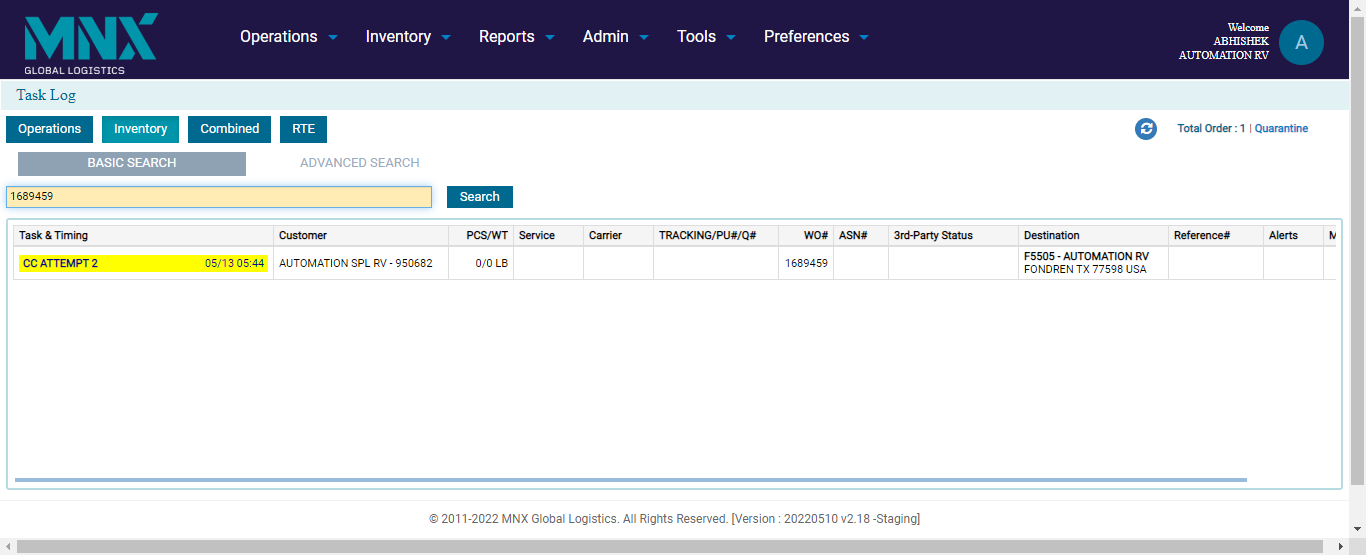 MNX
GLOBAL LOGISTICS
Operations Inventory Reports Admin Tools Preferences
Welcome
ABHISHEK
AUTOMATION RV
A
Task Log
Operations Inventory Combined RTE
Total Order : 1 | Quarantine
BASIC SEARCH ADVANCED SEARCH
1689459 Search
Task & Timing Customer PCS/WT Service Carrier TRACKING/PU#/Q# WO# ASN# 3rd-Party Status Destination Reference# Alerts M
CC ATTEMPT 2 05/13 05:44 AUTOMATION SPL RV - 950682 0/0 LB 1689459 F5505 - AUTOMATION RV
FONDREN TX 77598 USA
© 2011-2022 MNX Global Logistics. All Rights Reserved. [Version : 20220510 v2.18 -Staging]